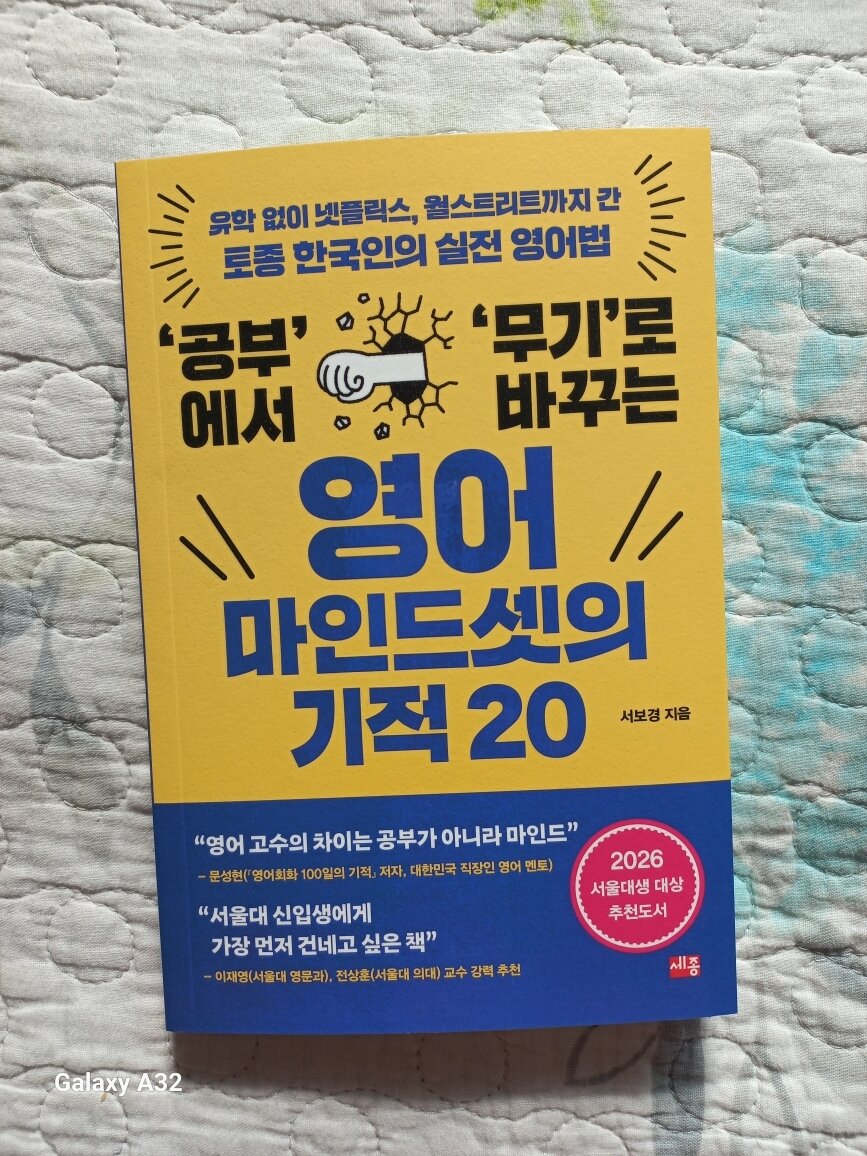 유학 없이 넷플릭스, 월스트리트까지 간
토종 한국인의 실전 영어법
‘공부’
에서
‘무기’로
바꾸는
영어
마인드셋의
기적 20
서보경 지음
“영어 고수의 차이는 공부가 아니라 마인드”
– 문성현(『영어회화 100일의 기적』 저자, 대한민국 직장인 영어 멘토)
“서울대 신입생에게
가장 먼저 건네고 싶은 책”
– 이재영(서울대 영문과), 전상훈(서울대 의대) 교수 강력 추천
2026
서울대생 대상
추천도서
세종
Galaxy A32